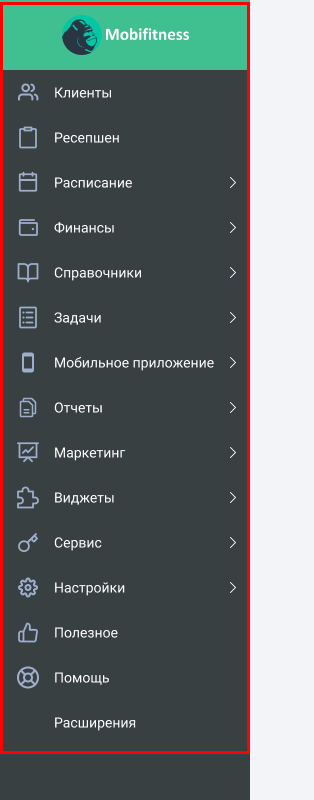 Mobifitness
Клиенты
Ресепшен
Расписание
Финансы
Справочники
Задачи
Мобильное приложение
Отчеты
Маркетинг
Виджеты
Сервис
Настройки
Полезное
Помощь
Расширения